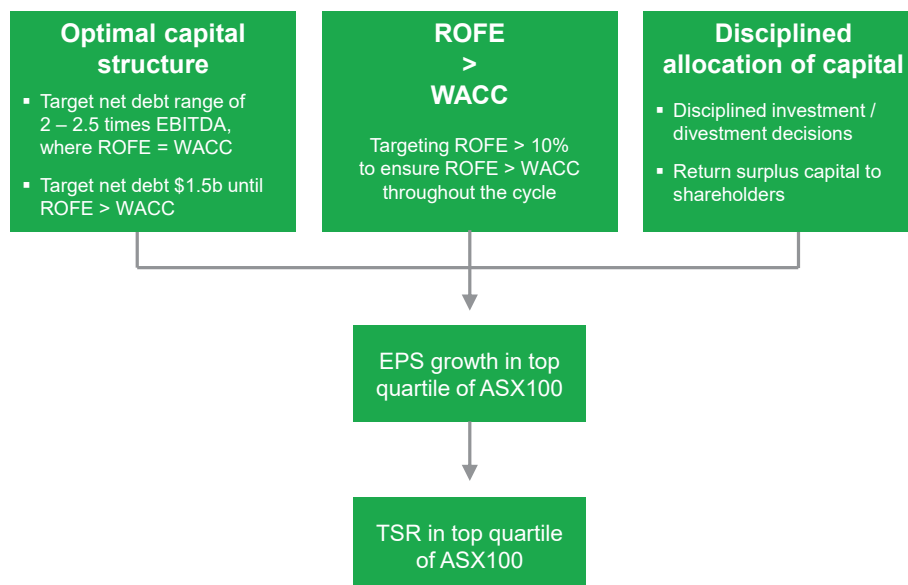 Optimal capital
structure
▪ Target net debt range of
2 – 2.5 times EBITDA,
where ROFE = WACC
▪ Target net debt $1.5b until
ROFE > WACC
ROFE
>
WACC
Targeting ROFE > 10%
to ensure ROFE > WACC
throughout the cycle
Disciplined
allocation of capital
▪ Disciplined investment /
divestment decisions
▪ Return surplus capital to
shareholders
EPS growth in top
quartile of ASX100
TSR in top quartile
of ASX100